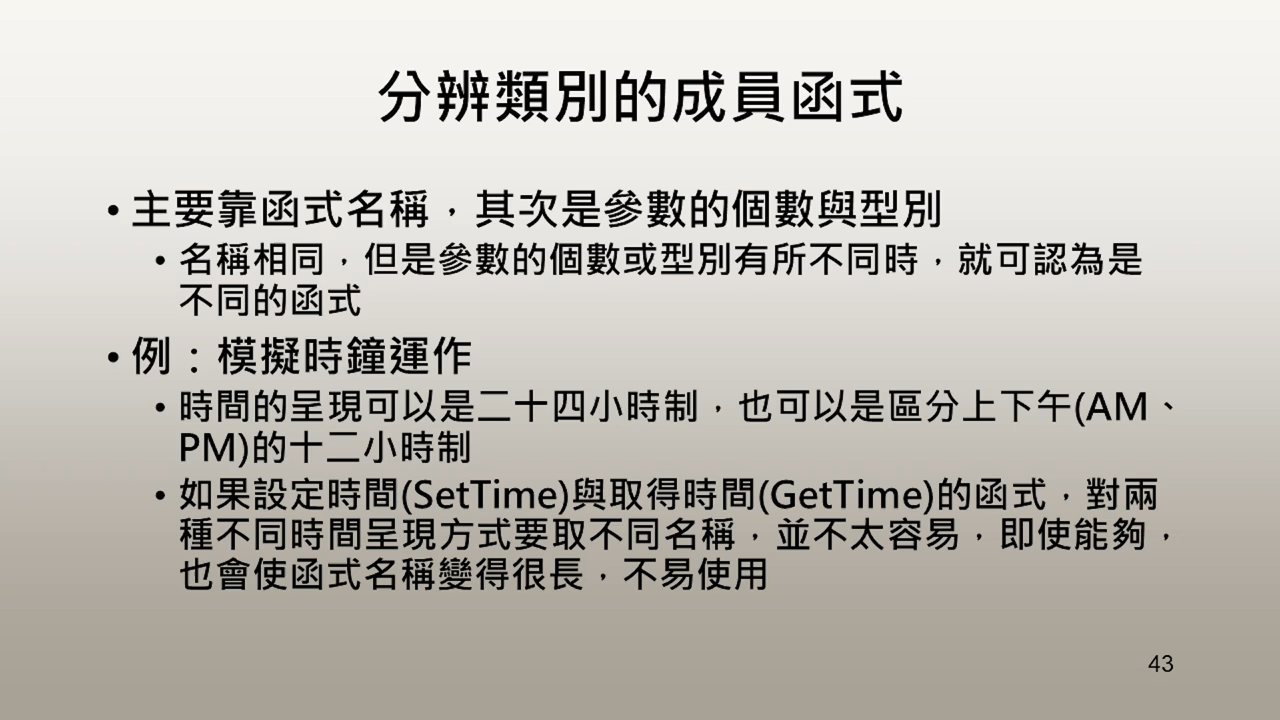 分辨類別的成員函式
• 主要靠函式名稱，其次是參數的個數與型別
• 名稱相同，但是參數的個數或型別有所不同時，就可認為是
不同的函式
• 例：模擬時鐘運作
• 時間的呈現可以是二十四小時制，也可以是區分上下午(AM、
PM)的十二小時制
• 如果設定時間(SetTime)與取得時間(GetTime)的函式，對兩
種不同時間呈現方式要取不同名稱，並不太容易，即使能夠，
也會使函式名稱變得很長，不易使用
43